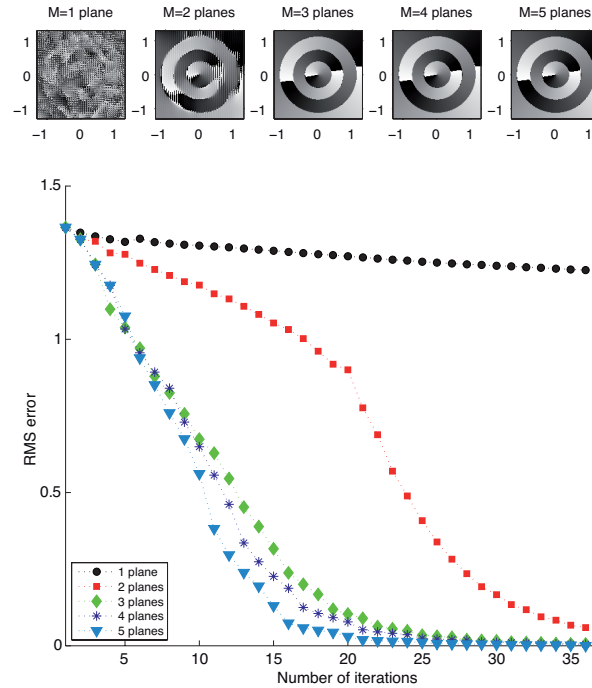 M=1 plane M=2 planes M=3 planes M=4 planes M=5 planes
1
0
−1
−1 0 1
1
0
−1
−1 0 1
1
0
−1
−1 0 1
1
0
−1
−1 0 1
1
0
−1
−1 0 1
1.5
1
0.5
0
RMS error
1 plane
2 planes
3 planes
4 planes
5 planes
5 10 15 20 25 30 35
Number of iterations